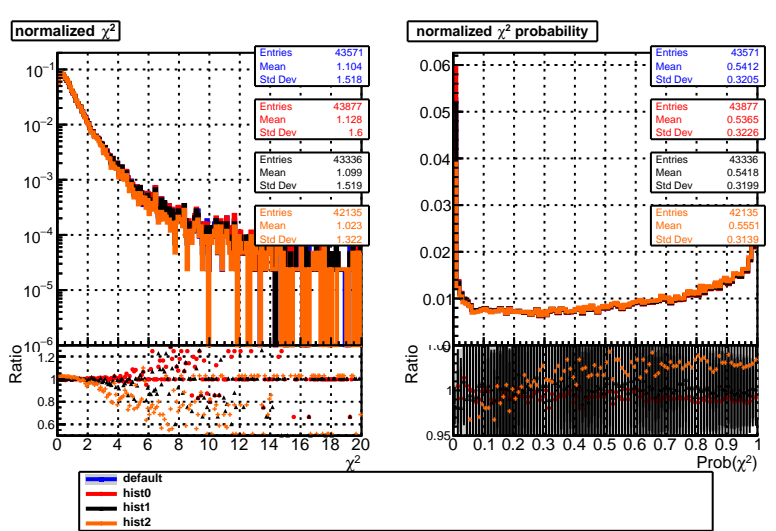 normalized χ²
normalized χ² probability
Entries 43571
Mean 1.104
Std Dev 1.518
Entries 43877
Mean 1.128
Std Dev 1.6
Entries 43336
Mean 1.099
Std Dev 1.519
Entries 42135
Mean 1.023
Std Dev 1.322
10⁻¹
10⁻²
10⁻³
10⁻⁴
10⁻⁵
10⁻⁶
Ratio
1.2
1
0.8
0.6
0 2 4 6 8 10 12 14 16 18 20
χ²
Entries 43571
Mean 0.5412
Std Dev 0.3205
Entries 43877
Mean 0.5365
Std Dev 0.3226
Entries 43336
Mean 0.5418
Std Dev 0.3199
Entries 42135
Mean 0.5551
Std Dev 0.3139
0.06
0.05
0.04
0.03
0.02
0.01
Ratio
0.95
0 0.1 0.2 0.3 0.4 0.5 0.6 0.7 0.8 0.9 1
Prob(χ²)
default
hist0
hist1
hist2